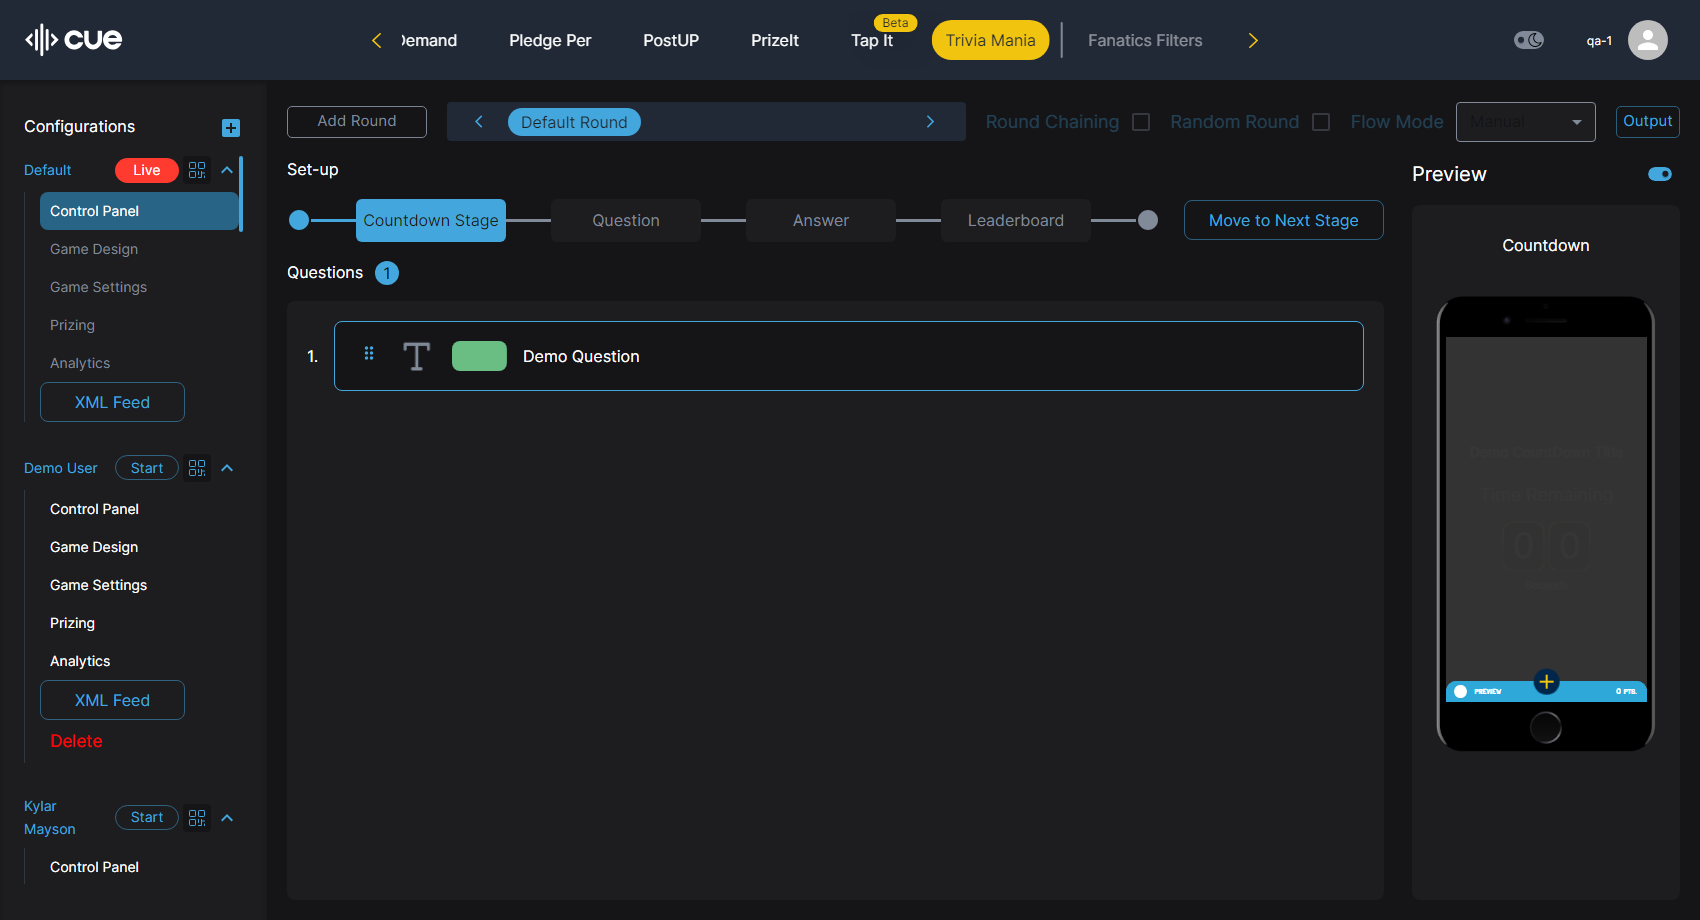 cue
Demand
Pledge Per
PostUP
PrizeIt
Tap It
Beta
Trivia Mania
Fanatics Filters
qa-1
Configurations
Default
Live
Control Panel
Game Design
Game Settings
Prizing
Analytics
XML Feed
Demo User
Start
Control Panel
Game Design
Game Settings
Prizing
Analytics
XML Feed
Delete
Kylar
Mayson
Start
Control Panel
Add Round
Default Round
Round Chaining
Random Round
Flow Mode
Manual
Output
Set-up
Countdown Stage
Question
Answer
Leaderboard
Move to Next Stage
Questions 1
1.
T
Demo Question
Preview
Countdown
Demo CountDown Title
Time Remaining
0 0
PREVIEW
0 PTS.